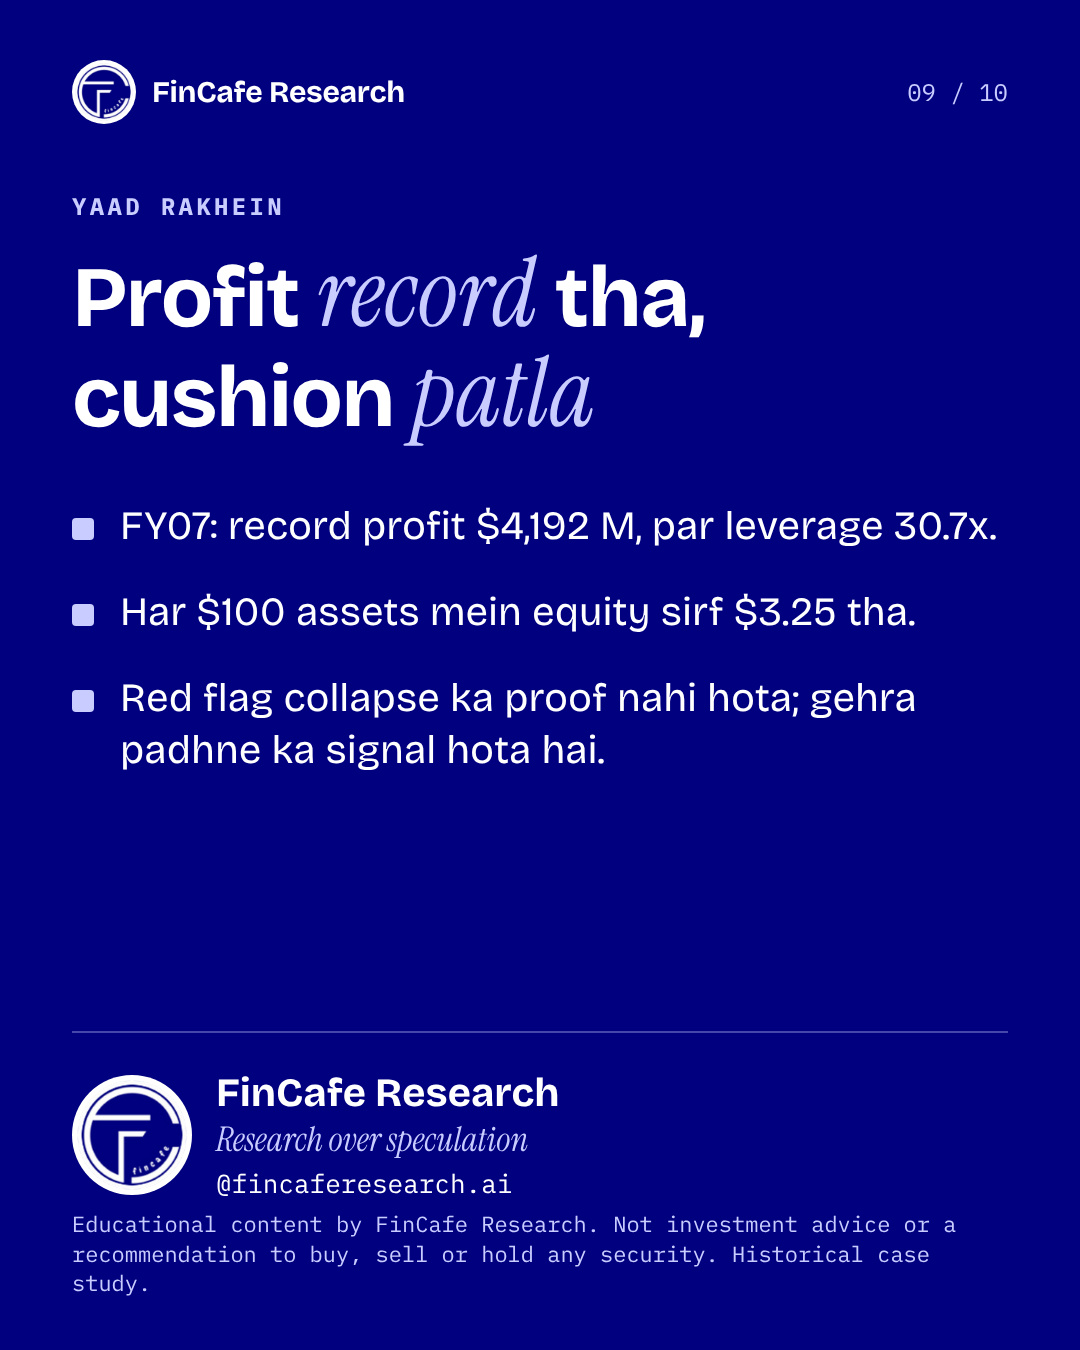 FinCafe Research
09 / 10
YAAD RAKHEIN
Profit record tha,
cushion patla
FY07: record profit $4,192 M, par leverage 30.7x.
Har $100 assets mein equity sirf $3.25 tha.
Red flag collapse ka proof nahi hota; gehra
padhne ka signal hota hai.
fincafe
FinCafe Research
Research over speculation
@fincaferesearch.ai
Educational content by FinCafe Research. Not investment advice or a
recommendation to buy, sell or hold any security. Historical case
study.